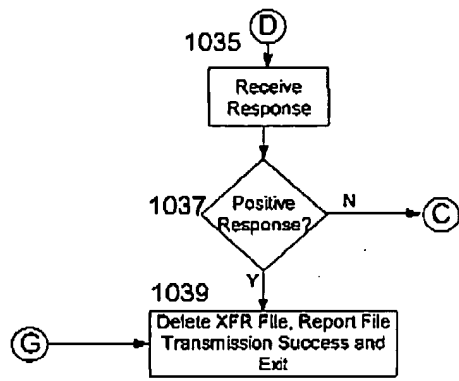 D
1035
Receive
Response
1037
Positive
Response?
N
C
Y
1039
Delete XFR File, Report File
Transmission Success and
Exit
G